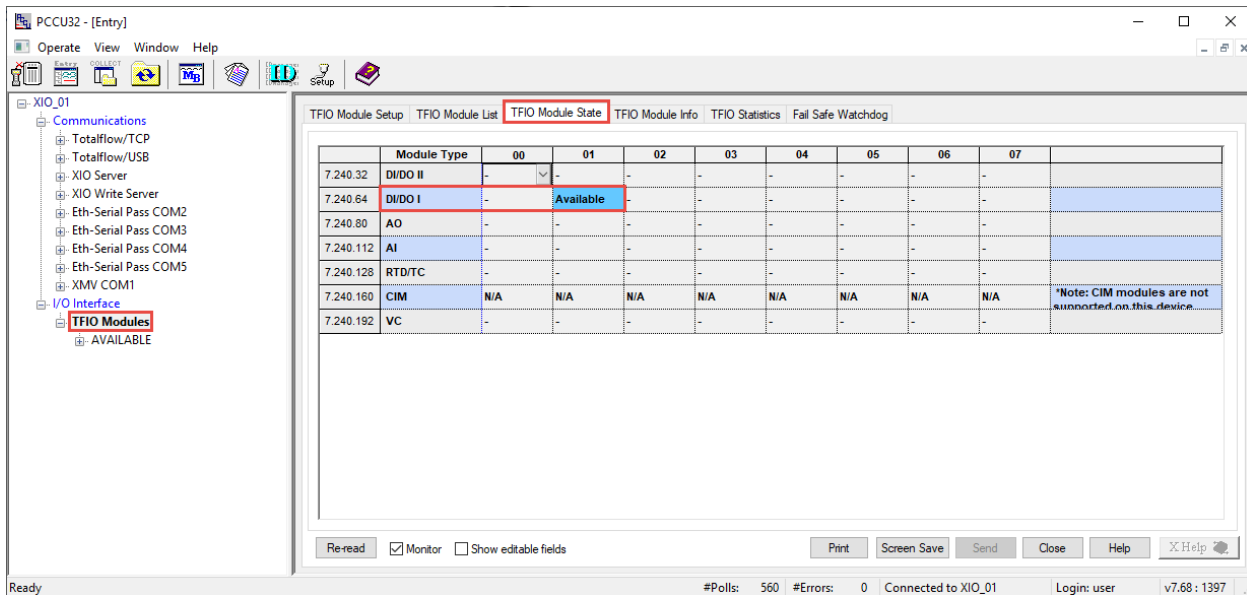 PCCU32 - [Entry]
Operate View Window Help
Entry COLLECT MB ID Manager Setup
XIO_01
Communications
Totalflow/TCP
Totalflow/USB
XIO Server
XIO Write Server
Eth-Serial Pass COM2
Eth-Serial Pass COM3
Eth-Serial Pass COM4
Eth-Serial Pass COM5
XMV COM1
I/O Interface
TFIO Modules
AVAILABLE
TFIO Module Setup TFIO Module List TFIO Module State TFIO Module Info TFIO Statistics Fail Safe Watchdog
Module Type 00 01 02 03 04 05 06 07
7.240.32 DI/DO II - - - - - - - -
7.240.64 DI/DO I - Available - - - - - -
7.240.80 AO - - - - - - - -
7.240.112 AI - - - - - - - -
7.240.128 RTD/TC - - - - - - - -
7.240.160 CIM N/A N/A N/A N/A N/A N/A N/A N/A *Note: CIM modules are not
supported on this device
7.240.192 VC - - - - - - - -
Re-read Monitor Show editable fields Print Screen Save Send Close Help X Help
Ready #Polls: 560 #Errors: 0 Connected to XIO_01 Login: user v7.68 : 1397